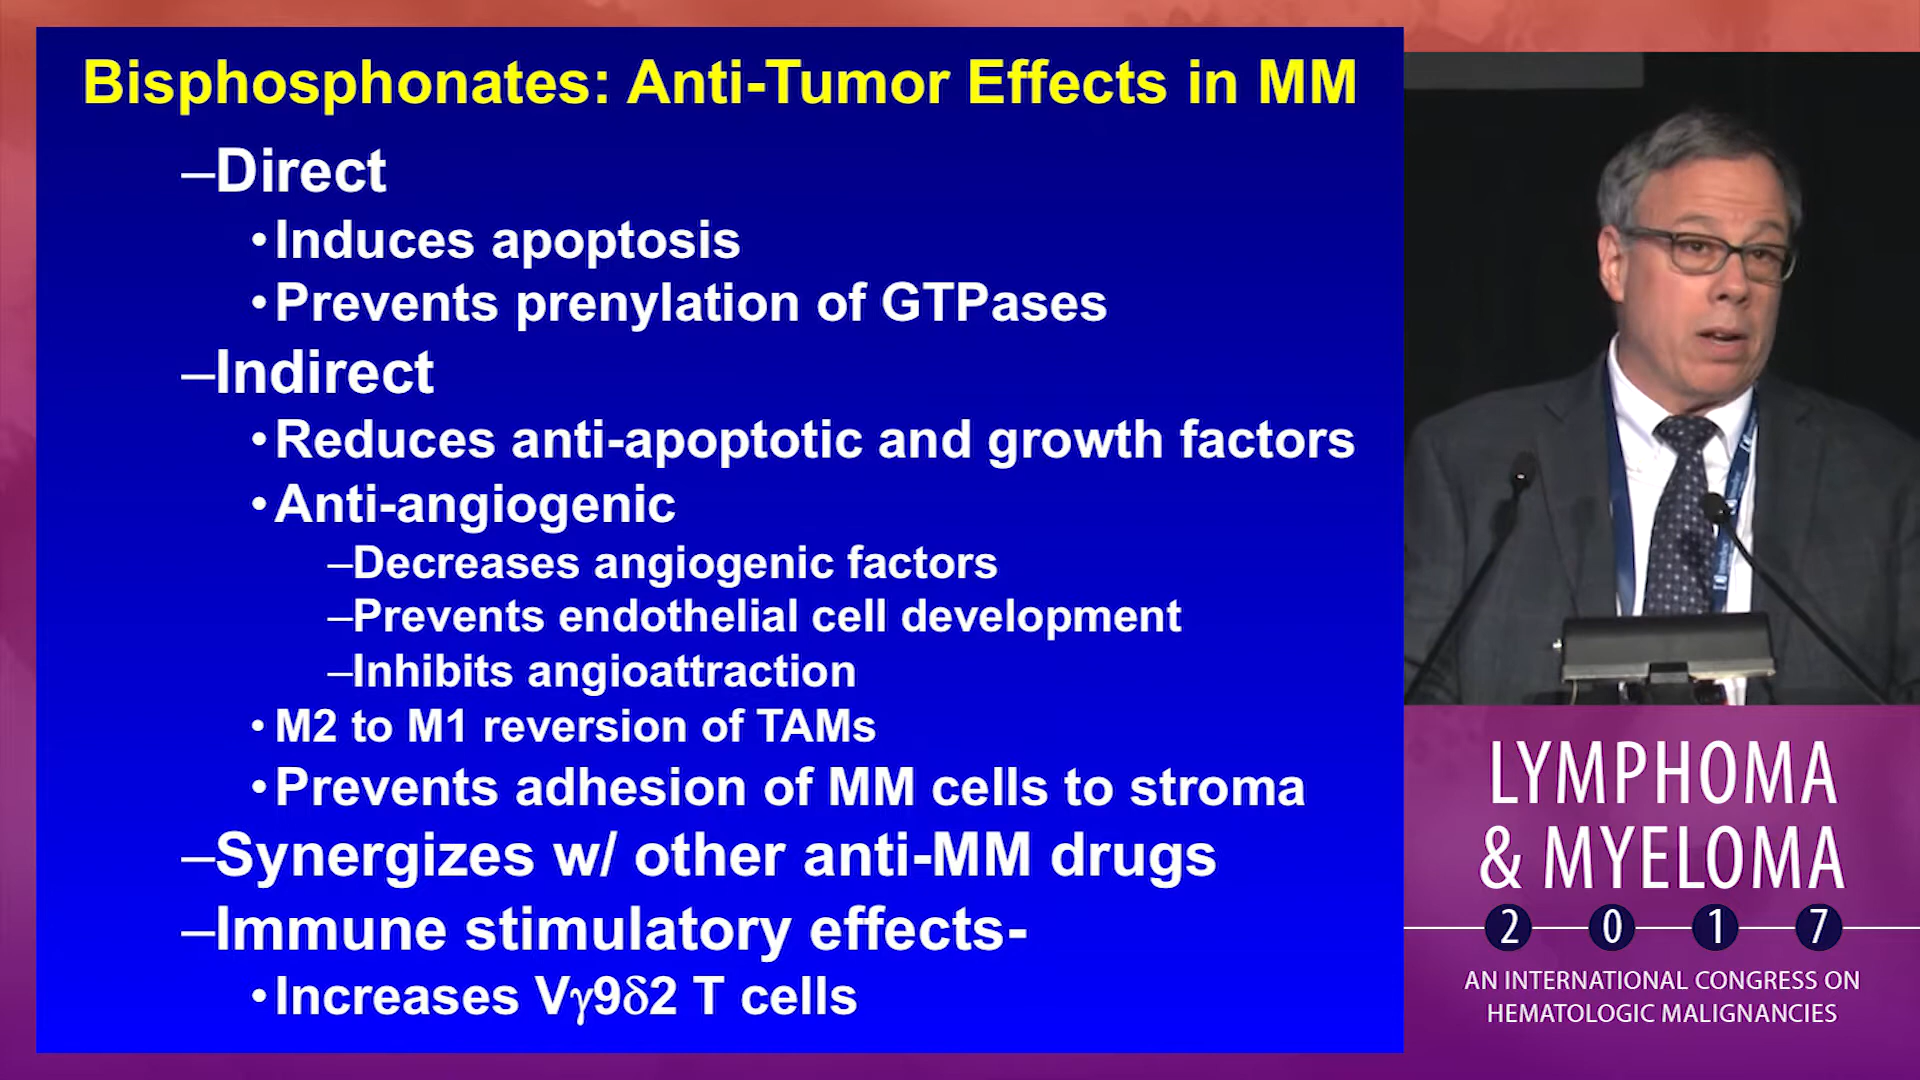 Bisphosphonates: Anti-Tumor Effects in MM
–Direct
•Induces apoptosis
•Prevents prenylation of GTPases
–Indirect
•Reduces anti-apoptotic and growth factors
•Anti-angiogenic
–Decreases angiogenic factors
–Prevents endothelial cell development
–Inhibits angioattraction
•M2 to M1 reversion of TAMs
•Prevents adhesion of MM cells to stroma
–Synergizes w/ other anti-MM drugs
–Immune stimulatory effects-
•Increases Vγ9δ2 T cells
LYMPHOMA
& MYELOMA
2 0 1 7
AN INTERNATIONAL CONGRESS ON
HEMATOLOGIC MALIGNANCIES